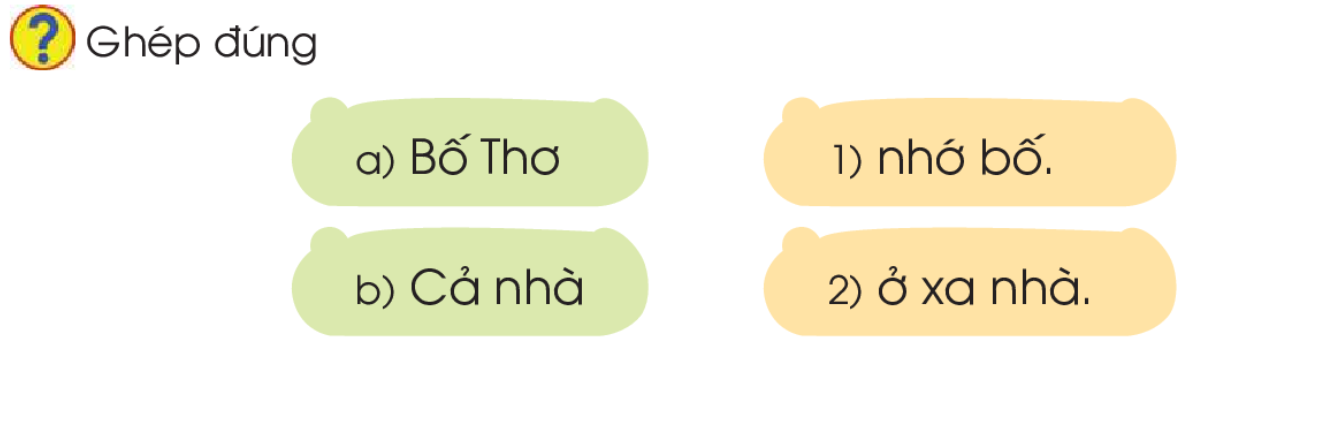 ? Ghép đúng
a) Bố Thơ
1) nhớ bố.
b) Cả nhà
2) ở xa nhà.